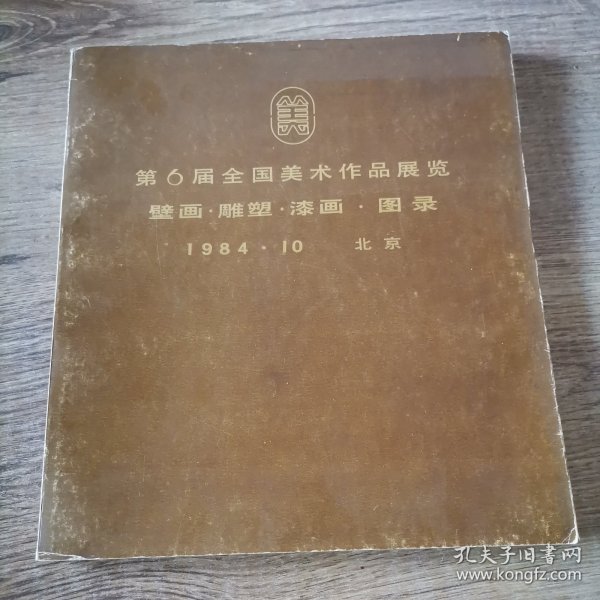 美
第6届全国美术作品展览
壁画·雕塑·漆画·图录
1984·10 北京
孔夫子旧书网
www.kongfz.com